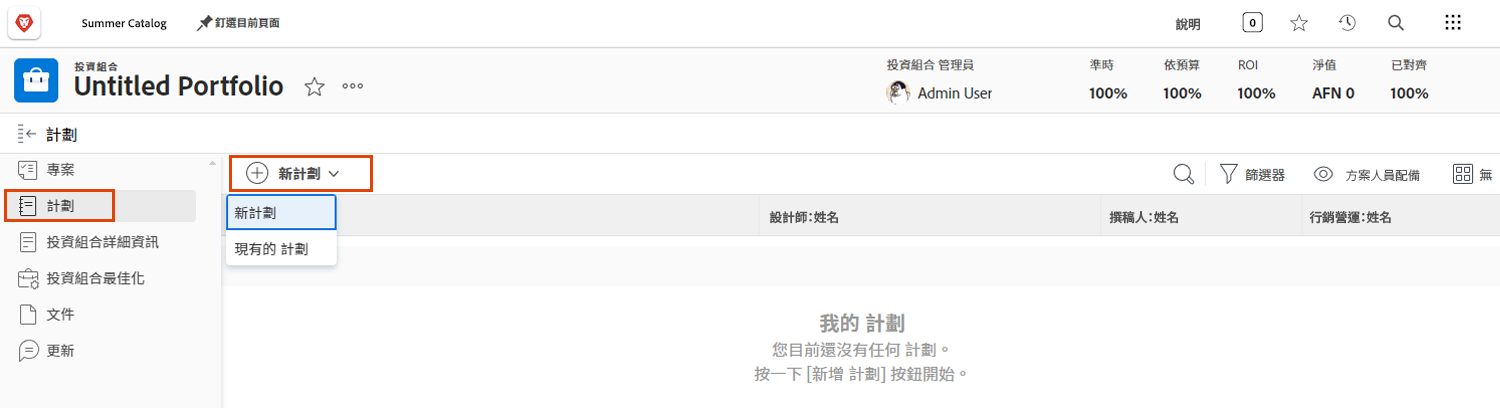 Summer Catalog 釘選目前頁面 說明 0
投資組合
Untitled Portfolio
投資組合 管理員 準時 依預算 ROI 淨值 已對齊
Admin User 100% 100% 100% AFN 0 100%
計劃
專案
計劃
投資組合詳細資訊
投資組合最佳化
文件
更新
新計劃 篩選器 方案人員配備 無
新計劃
現有的 計劃
設計師：姓名 撰稿人：姓名 行銷營運：姓名
我的 計劃
您目前還沒有任何 計劃。
按一下 [新增 計劃] 按鈕開始。